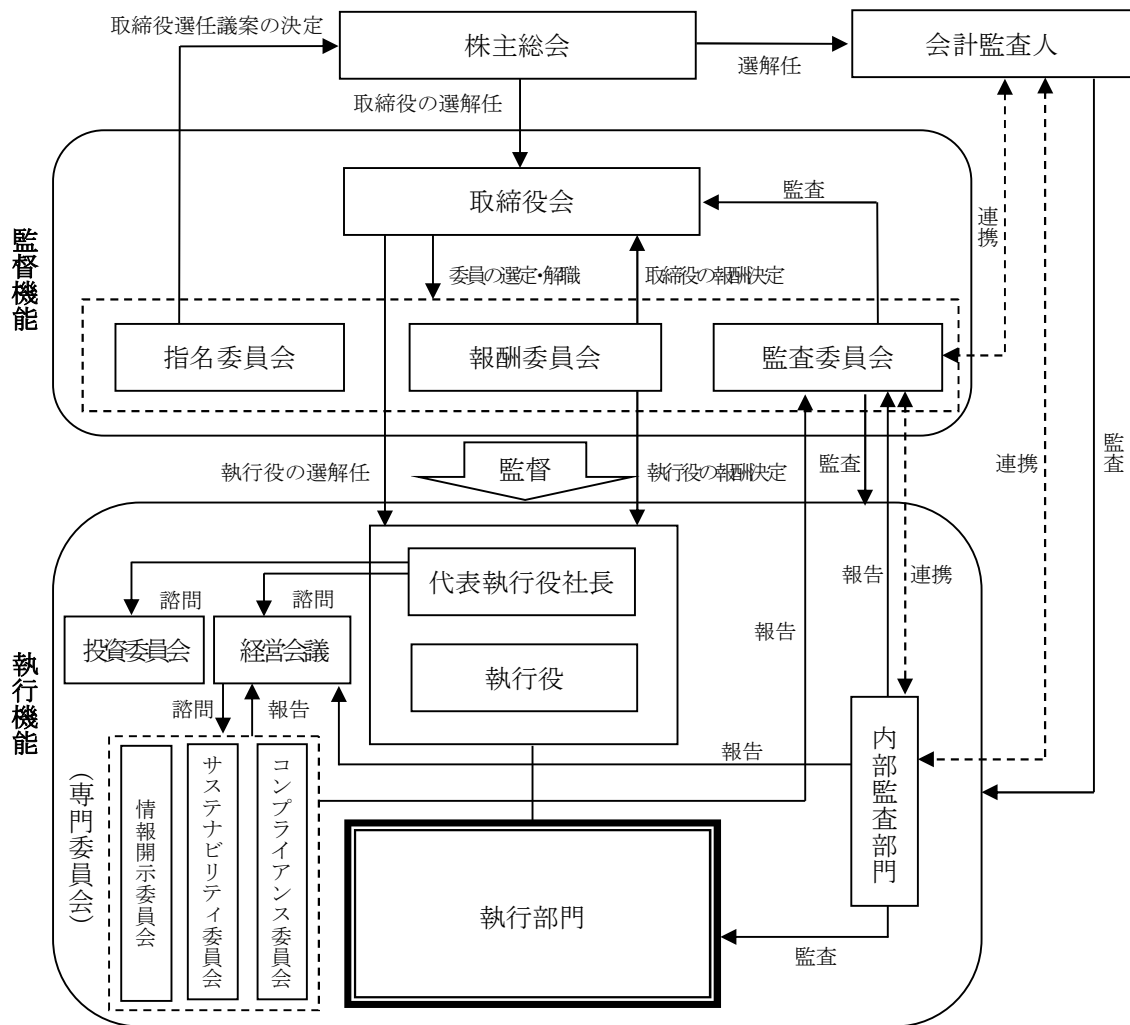 取締役選任議案の決定
株主総会
選解任
会計監査人
取締役の選解任
監督機能
取締役会
監査
連携
委員の選定・解職
取締役の報酬決定
指名委員会
報酬委員会
監査委員会
執行役の選解任
監督
執行役の報酬決定
監査
連携
監査
執行機能
代表執行役社長
執行役
諮問
諮問
投資委員会
経営会議
報告
報告
連携
諮問
報告
報告
(専門委員会)
情報開示委員会
サステナビリティ委員会
コンプライアンス委員会
内部監査部門
執行部門
監査